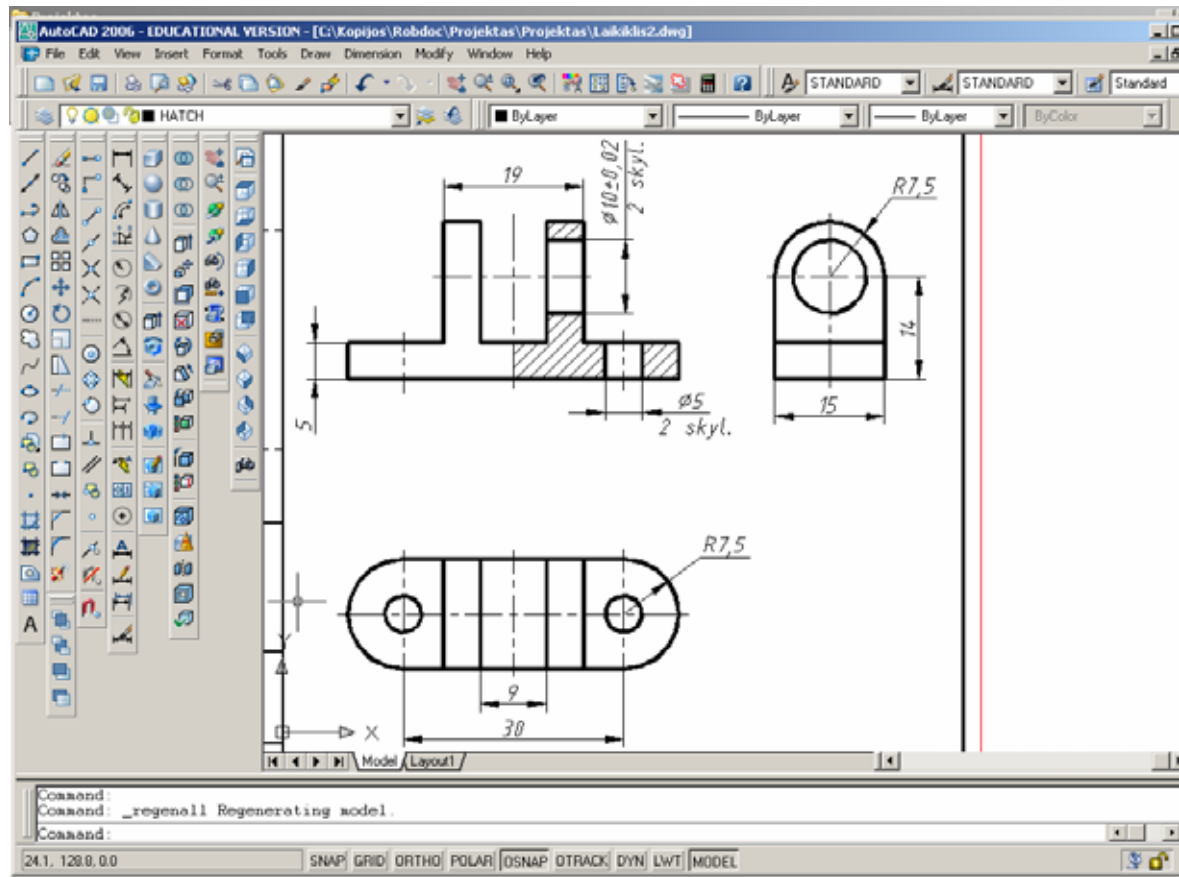 AutoCAD 2006 - EDUCATIONAL VERSION - [C:\Kopijos\Robdoc\Projektas\Projektas\Laikiklis2.dwg]
File Edit View Insert Format Tools Draw Dimension Modify Window Help
STANDARD STANDARD Standard
HATCH ByLayer ByLayer ByLayer ByColor
19
Ø10±0,02
2 skyl.
R7,5
14
5
Ø5
2 skyl.
15
R7,5
9
30
Y
X
Model Layout1
Command:
Command: _regenall Regenerating model.
Command:
24.1, 128.8, 0.0 SNAP GRID ORTHO POLAR OSNAP OTRACK DYN LWT MODEL